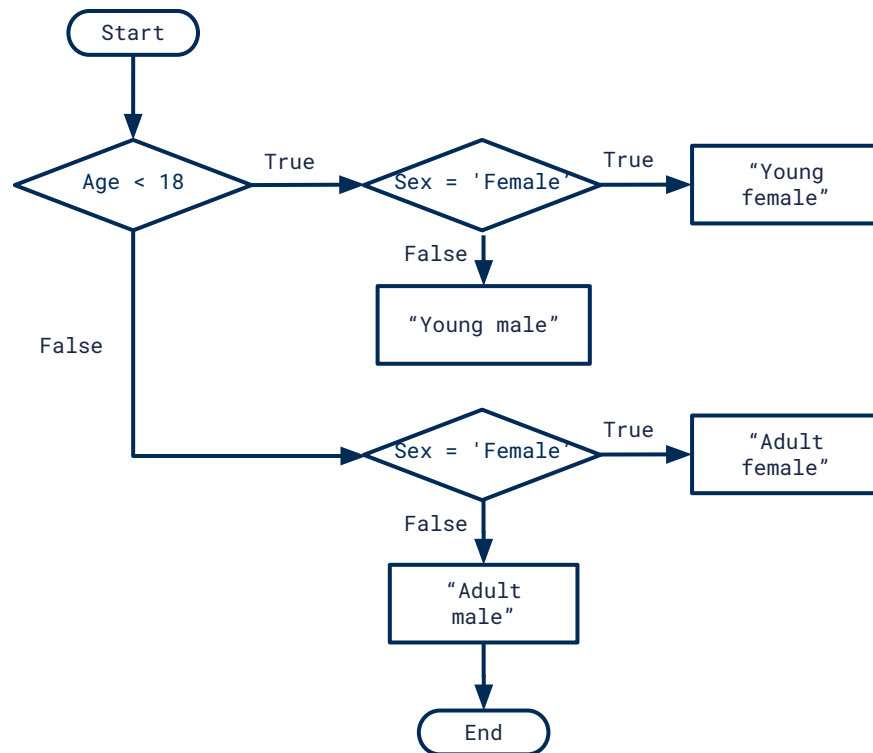 Start
Age < 18
True
Sex = 'Female'
True
“Young
female”
False
“Young male”
False
Sex = 'Female'
True
“Adult
female”
False
“Adult
male”
End